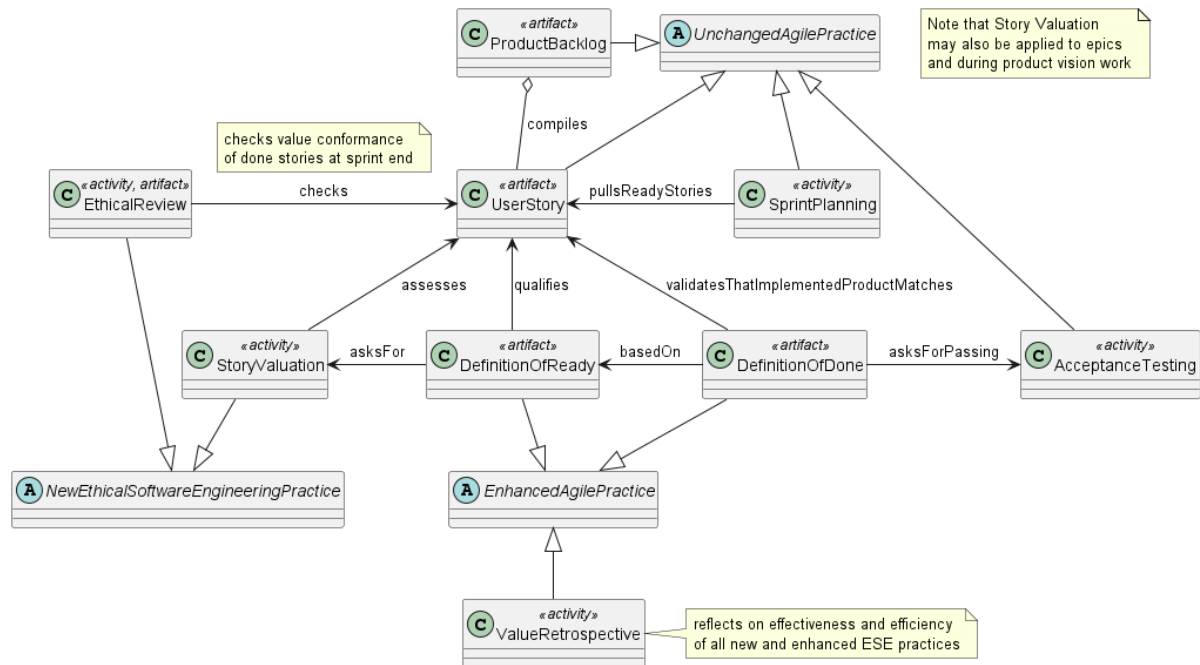 «artifact»
C ProductBacklog
A UnchangedAgilePractice
Note that Story Valuation
may also be applied to epics
and during product vision work
compiles
checks value conformance
of done stories at sprint end
«activity, artifact»
C EthicalReview
checks
«artifact»
C UserStory
pullsReadyStories
«activity»
C SprintPlanning
assesses
qualifies
validatesThatImplementedProductMatches
«activity»
C StoryValuation
asksFor
«artifact»
C DefinitionOfReady
basedOn
«artifact»
C DefinitionOfDone
asksForPassing
«activity»
C AcceptanceTesting
A NewEthicalSoftwareEngineeringPractice
A EnhancedAgilePractice
«activity»
C ValueRetrospective
reflects on effectiveness and efficiency
of all new and enhanced ESE practices